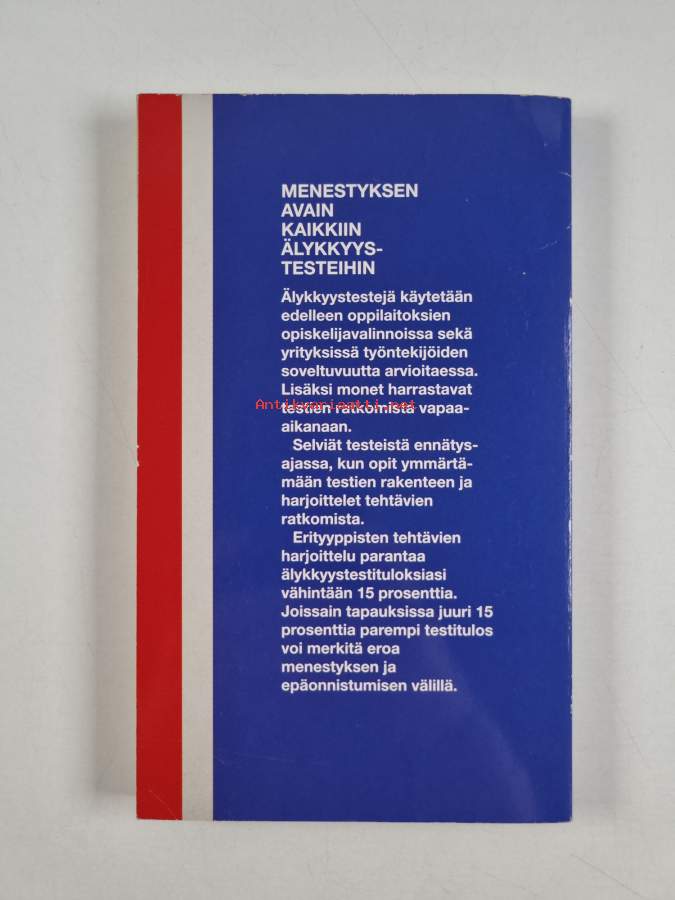 MENESTYKSEN
AVAIN
KAIKKIIN
ÄLYKKYYS-
TESTEIHIN
Älykkyystestejä käytetään
edelleen oppilaitoksien
opiskelijavalinnoissa sekä
yrityksissä työntekijöiden
soveltuvuutta arvioitaessa.
Lisäksi monet harrastavat
testien ratkomista vapaa-
Antikvariaatti.net
aikanaan.
Selviät testeistä ennätys-
ajassa, kun opit ymmärtä-
mään testien rakenteen ja
harjoittelet tehtävien
ratkomista.
Erityyppisten tehtävien
harjoittelu parantaa
älykkyystestituloksiasi
vähintään 15 prosenttia.
Joissain tapauksissa juuri 15
prosenttia parempi testitulos
voi merkitä eroa
menestyksen ja
epäonnistumisen välillä.